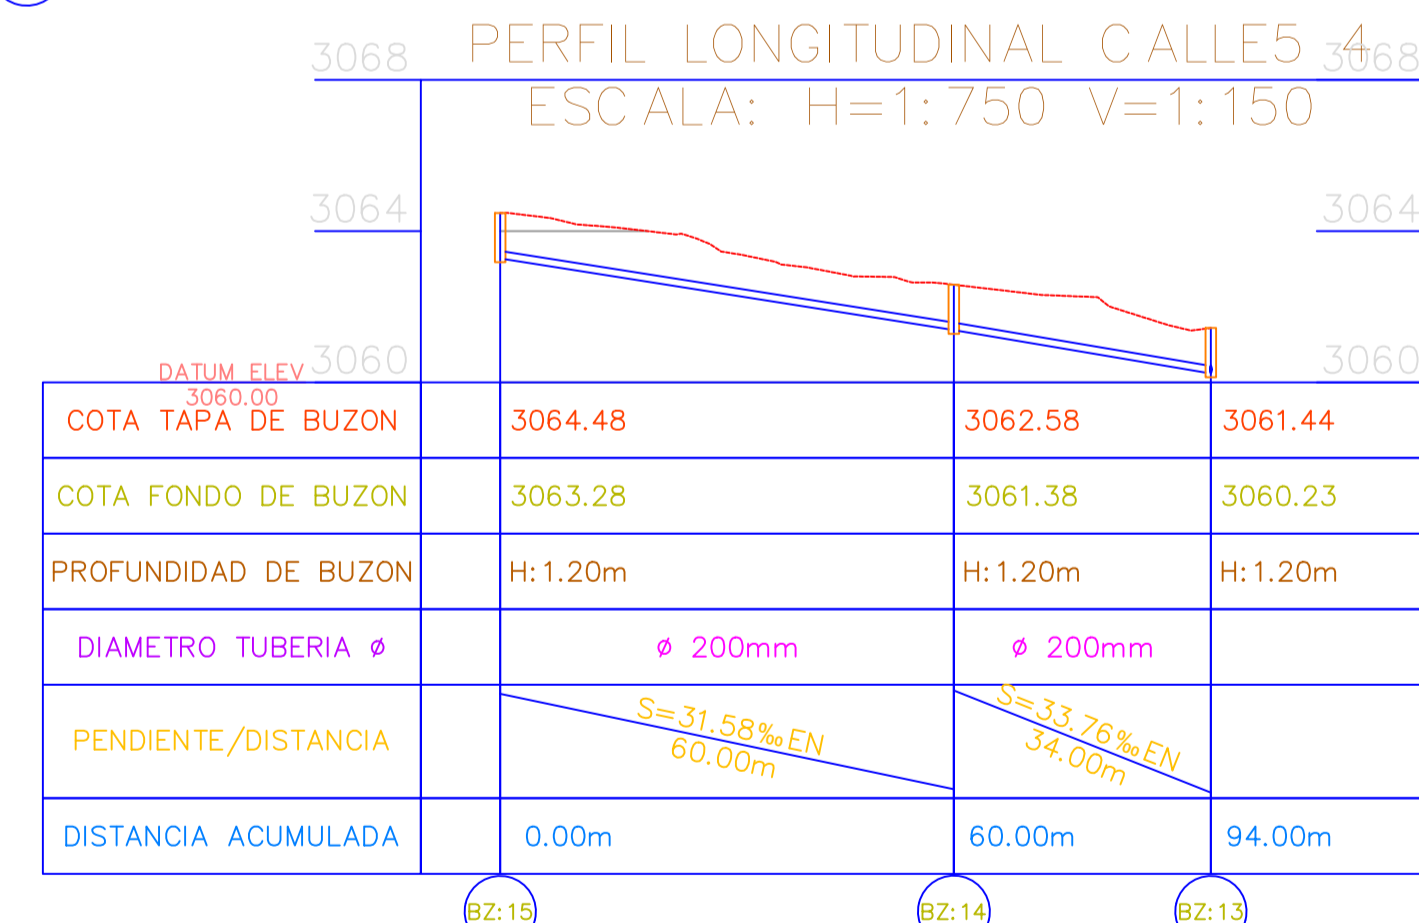 PERFIL LONGITUDINAL CALLE5 4
ESCALA: H=1:750 V=1:150
3068 3068
3064 3064
3060 3060
DATUM ELEV
3060.00
COTA TAPA DE BUZON 3064.48 3062.58 3061.44
COTA FONDO DE BUZON 3063.28 3061.38 3060.23
PROFUNDIDAD DE BUZON H:1.20m H:1.20m H:1.20m
DIAMETRO TUBERIA ø ø 200mm ø 200mm
PENDIENTE/DISTANCIA
S=31.58‰EN
60.00m
S=33.76‰EN
34.00m
DISTANCIA ACUMULADA 0.00m 60.00m 94.00m
BZ:15 BZ:14 BZ:13